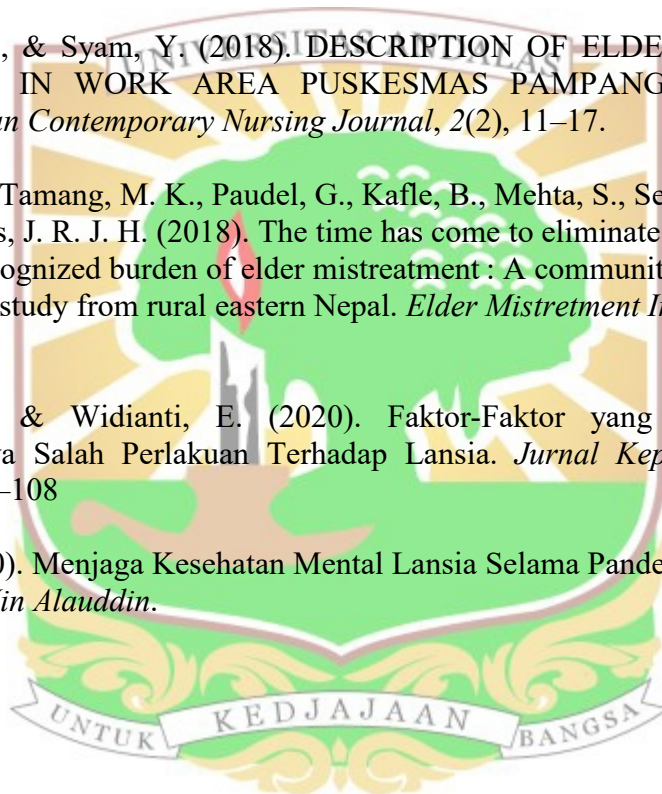 , & Syam, Y. (2018). DESCRIPTION OF ELDE
UNIVERSITAS ANDALAS
IN WORK AREA PUSKESMAS PAMPANG
n Contemporary Nursing Journal, 2(2), 11–17.
Tamang, M. K., Paudel, G., Kafle, B., Mehta, S., Se
s, J. R. J. H. (2018). The time has come to eliminate
ognized burden of elder mistreatment : A communit
study from rural eastern Nepal. Elder Mistretment I
& Widianti, E. (2020). Faktor-Faktor yang
a Salah Perlakuan Terhadap Lansia. Jurnal Kep
–108
0). Menjaga Kesehatan Mental Lansia Selama Pande
in Alauddin.
UNTUK KEDJAJAAN BANGSA